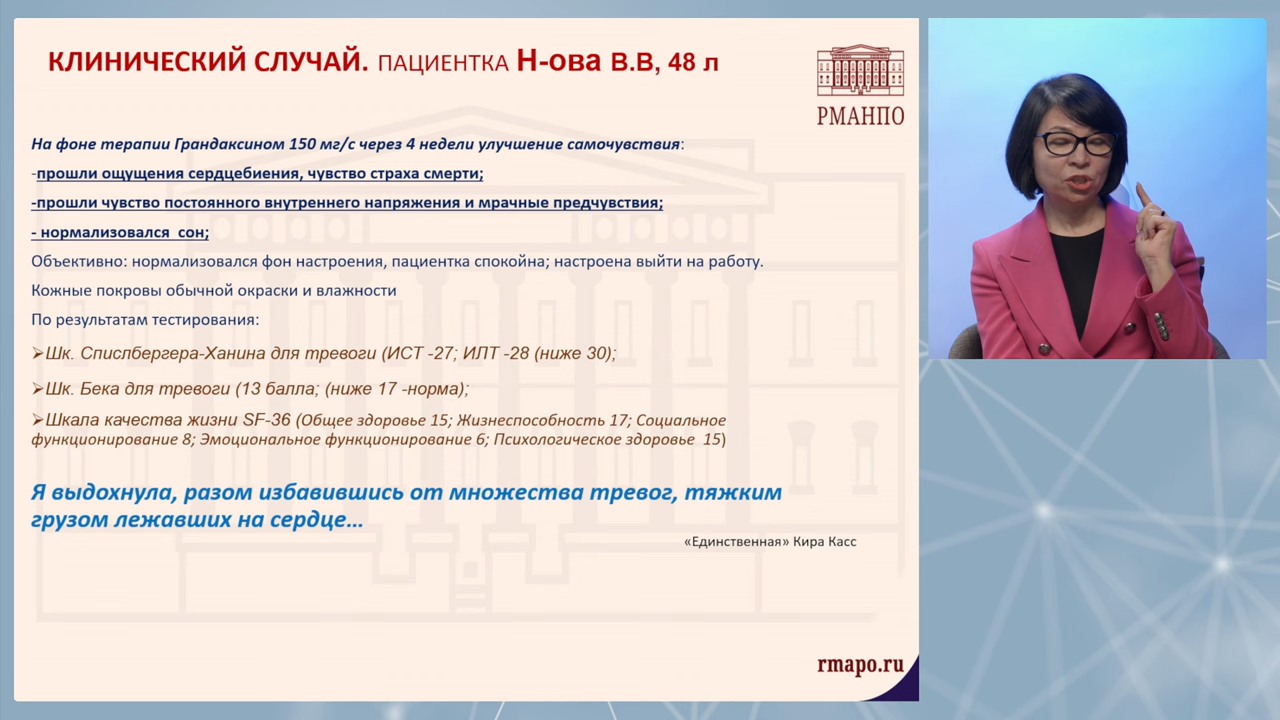 КЛИНИЧЕСКИЙ СЛУЧАЙ. ПАЦИЕНТКА Н-ова В.В, 48 л
РМАНПО
На фоне терапии Грандаксином 150 мг/с через 4 недели улучшение самочувствия:
-прошли ощущения сердцебиения, чувство страха смерти;
-прошли чувство постоянного внутреннего напряжения и мрачные предчувствия;
- нормализовался сон;
Объективно: нормализовался фон настроения, пациентка спокойна; настроена выйти на работу.
Кожные покровы обычной окраски и влажности
По результатам тестирования:
➢Шк. Спислбергера-Ханина для тревоги (ИСТ -27; ИЛТ -28 (ниже 30);
➢Шк. Бека для тревоги (13 балла; (ниже 17 -норма);
➢Шкала качества жизни SF-36 (Общее здоровье 15; Жизнеспособность 17; Социальное
функционирование 8; Эмоциональное функционирование 6; Психологическое здоровье 15)
Я выдохнула, разом избавившись от множества тревог, тяжким
грузом лежавших на сердце...
«Единственная» Кира Касс
rmapo.ru